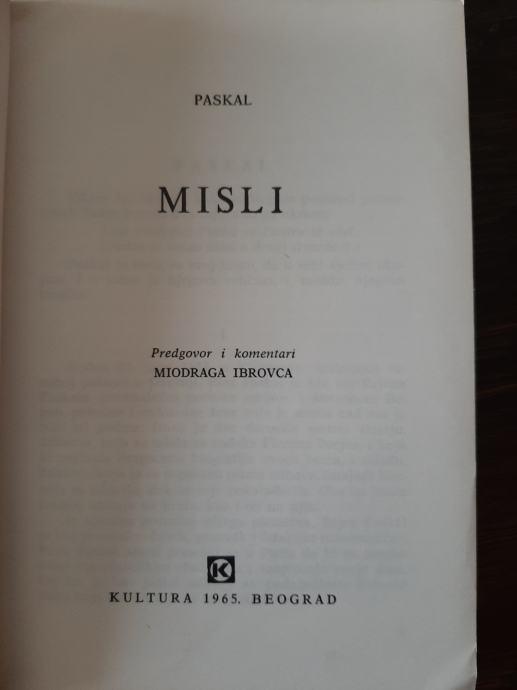 PASKAL
MISLI
Predgovor i komentari
MIODRAGA IBROVCA
K
KULTURA 1965. BEOGRAD